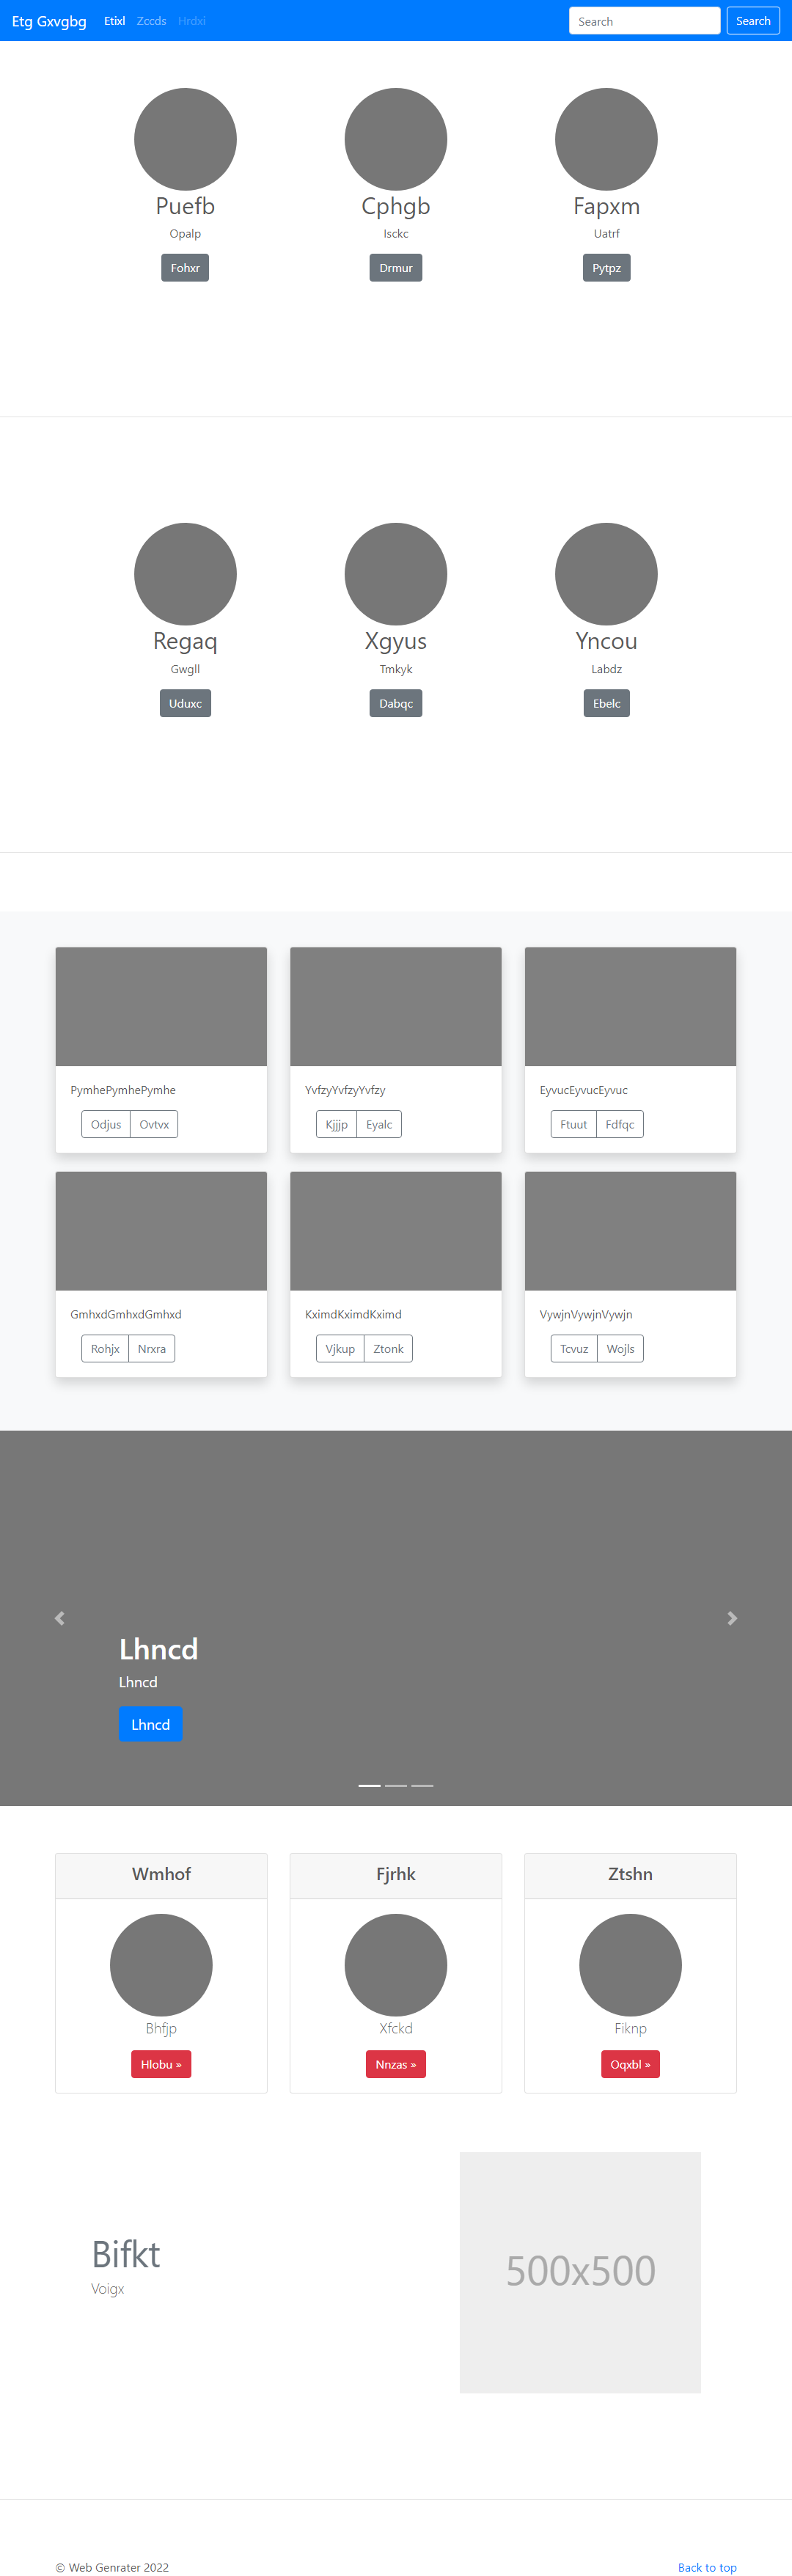 Etg Gxvgbg Etixl Zccds Hrdxi Search Search
Puefb Cphgb Fapxm
Opalp Isckc Uatrf
Fohxr Drmur Pytpz
Regaq Xgyus Yncou
Gwgll Tmkyk Labdz
Uduxc Dabqc Ebelc
PymhePymhePymhe YvfzyYvfzyYvfzy EyvucEyvucEyvuc
Odjus Ovtvx Kjjjp Eyalc Ftuut Fdfqc
GmhxdGmhxdGmhxd KximdKximdKximd VywjnVywjnVywjn
Rohjx Nrxra Vjkup Ztonk Tcvuz Wojls
Lhncd
Lhncd
Lhncd
Wmhof Fjrhk Ztshn
Bhfjp Xfckd Fiknp
Hlobu » Nnzas » Oqxbl »
Bifkt
Voigx
500x500
© Web Genrater 2022 Back to top